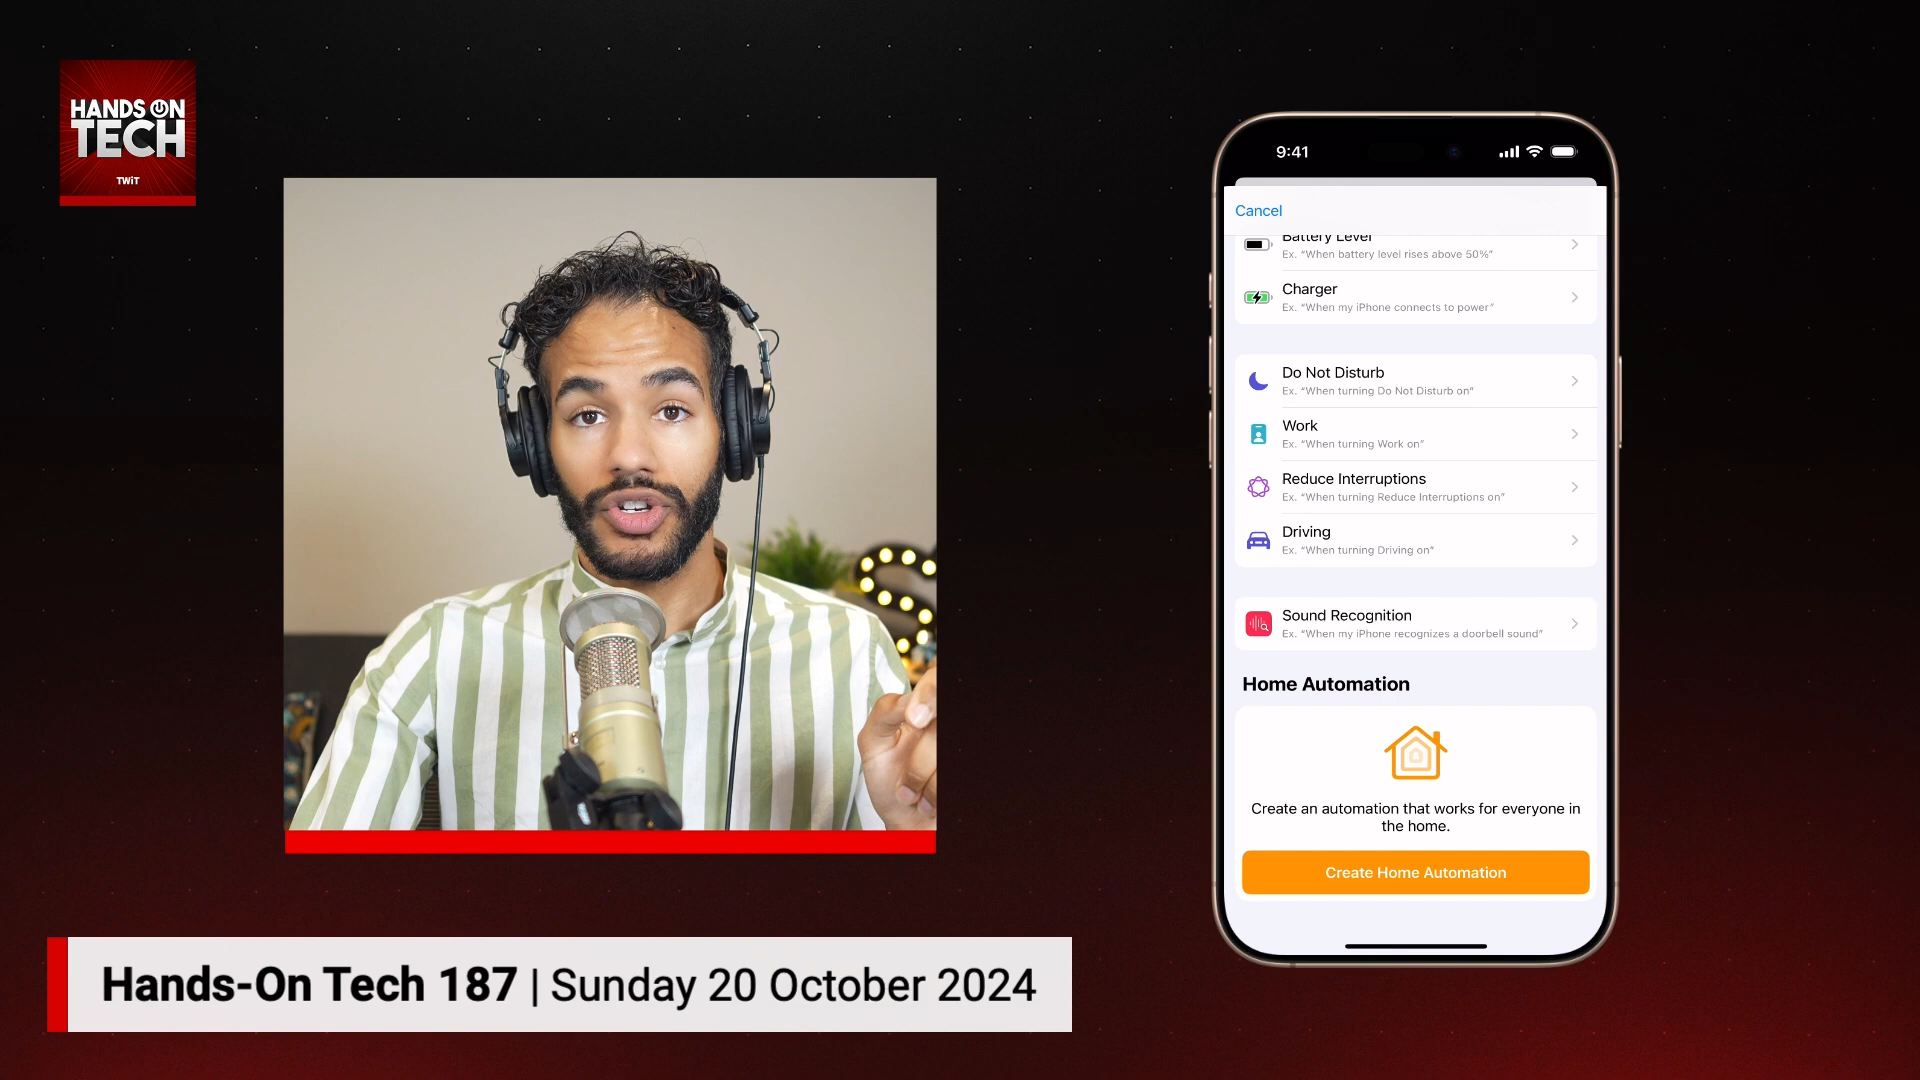 HANDS ON
TECH
TWiT
9:41
Cancel
Battery Level
Ex. “When battery level rises above 50%”
Charger
Ex. “When my iPhone connects to power”
Do Not Disturb
Ex. “When turning Do Not Disturb on”
Work
Ex. “When turning Work on”
Reduce Interruptions
Ex. “When turning Reduce Interruptions on”
Driving
Ex. “When turning Driving on”
Sound Recognition
Ex. “When my iPhone recognizes a doorbell sound”
Home Automation
Create an automation that works for everyone in
the home.
Create Home Automation
Hands-On Tech 187 | Sunday 20 October 2024